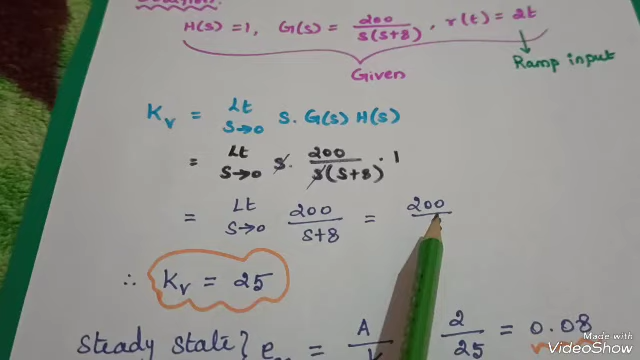 Solution:
H(s) = 1, G(s) = 200 / s(s+8) . r(t) = 2t
Ramp input
Given
Kv = Lt s→0 s. G(s) H(s)
= Lt s→0 s. 200 / s(s+8) . 1
= Lt s→0 200 / s+8 = 200
∴ Kv = 25
Steady State} e = A / 2 / 25 = 0.08
Made with
VideoShow